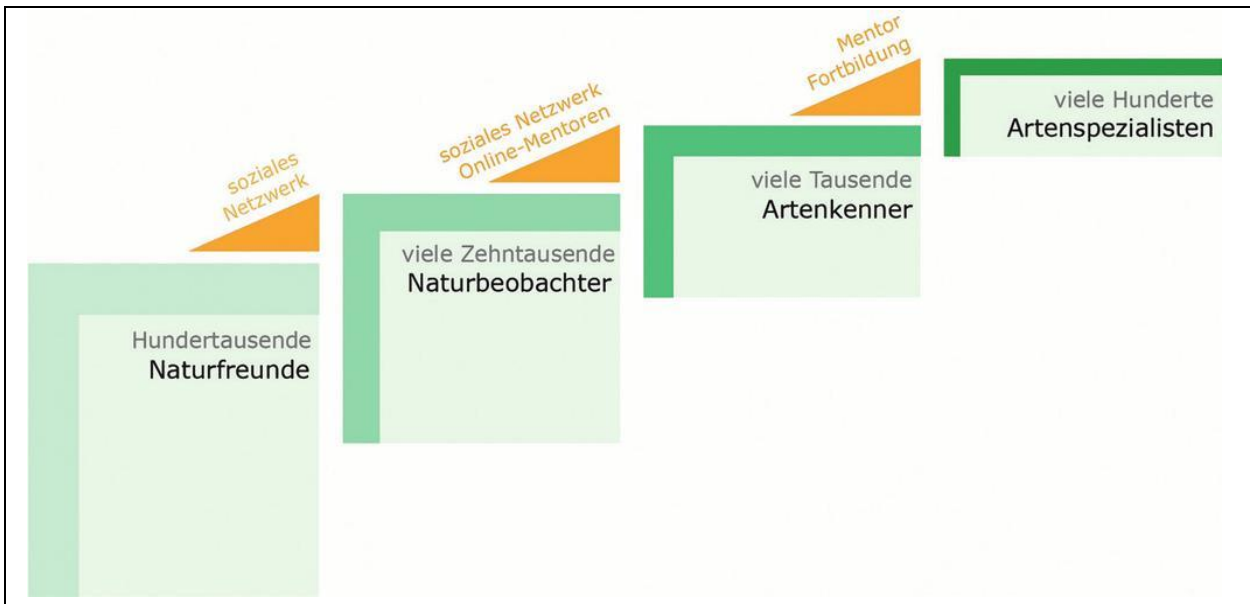 soziales
Netzwerk
Hundertausende
Naturfreunde
soziales Netzwerk
Online-Mentoren
viele Zehntausende
Naturbeobachter
Mentor
Fortbildung
viele Tausende
Artenkenner
viele Hunderte
Artenspezialisten